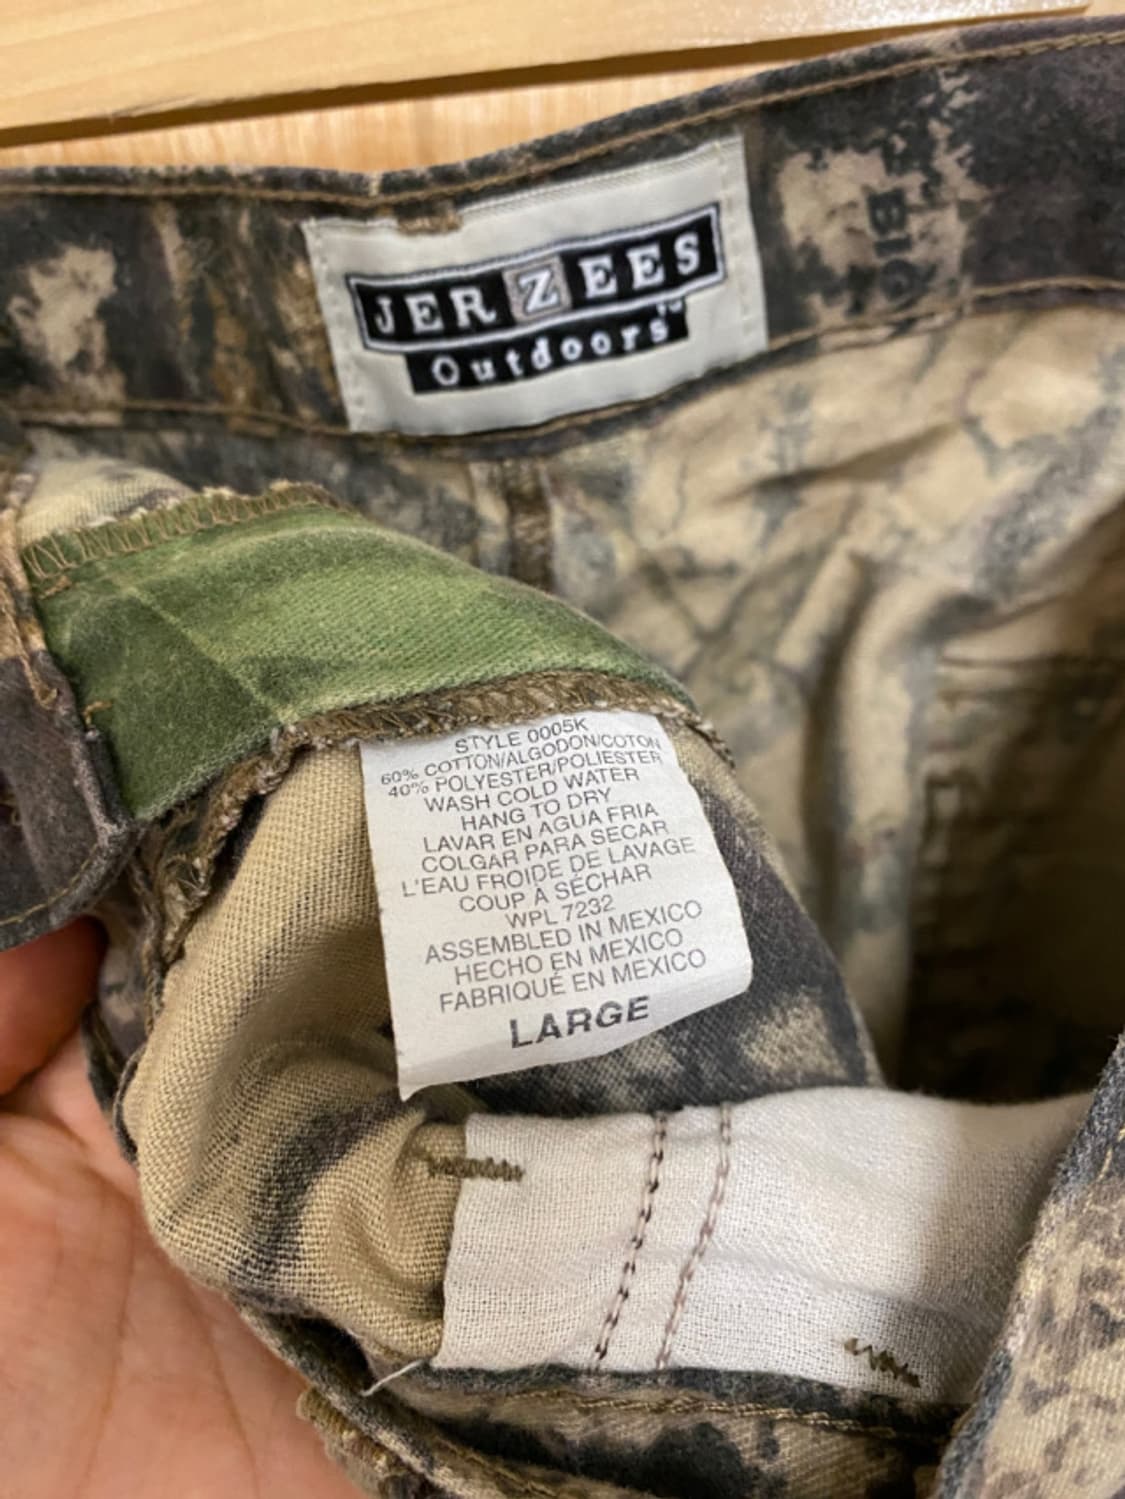 JERZEES
Outdoors™
STYLE 0005K
60% COTTON/ALGODON/COTON
40% POLYESTER/POLIESTER
WASH COLD WATER
HANG TO DRY
LAVAR EN AGUA FRIA
COLGAR PARA SECAR
L'EAU FROIDE DE LAVAGE
COUP À SÉCHAR
WPL 7232
ASSEMBLED IN MEXICO
HECHO EN MEXICO
FABRIQUÉ EN MEXICO
LARGE